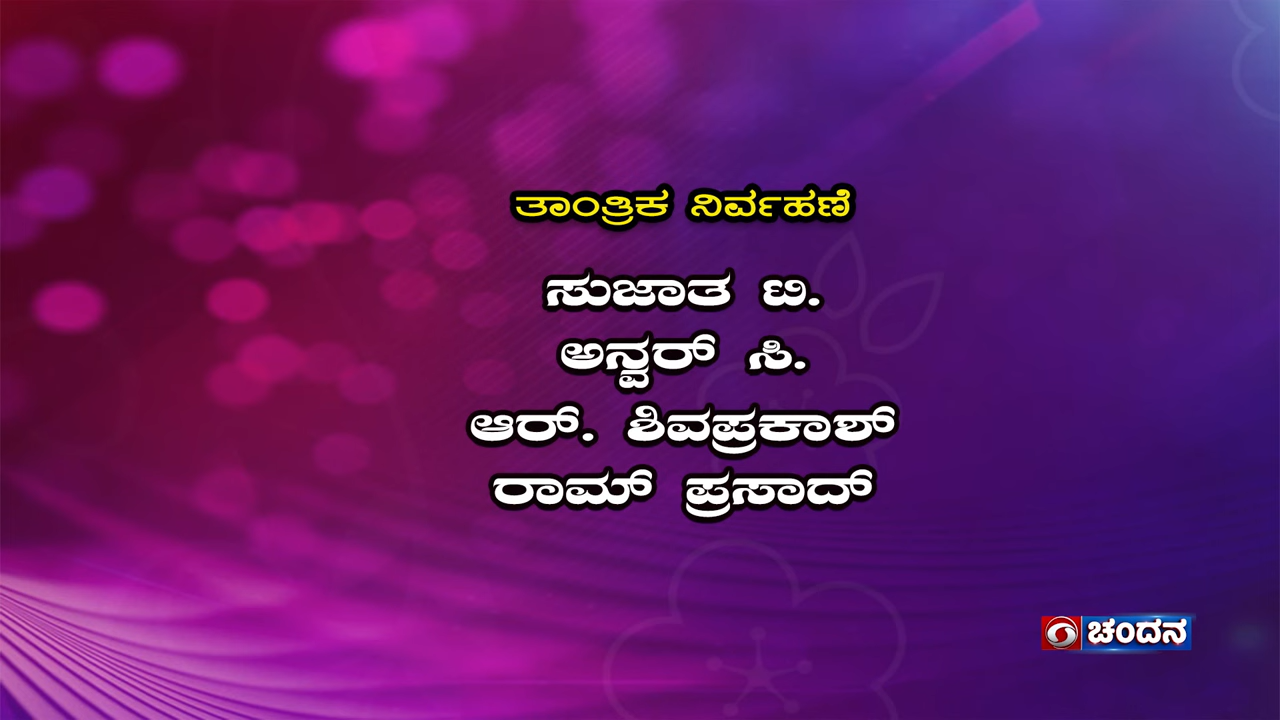 ತಾಂತ್ರಿಕ ನಿರ್ವಹಣೆ
ಸುಜಾತ ಟಿ.
ಅನ್ವರ್ ಸಿ.
ಆರ್. ಶಿವಪ್ರಕಾಶ್
ರಾಮ್ ಪ್ರಸಾದ್
ಚಂದನ